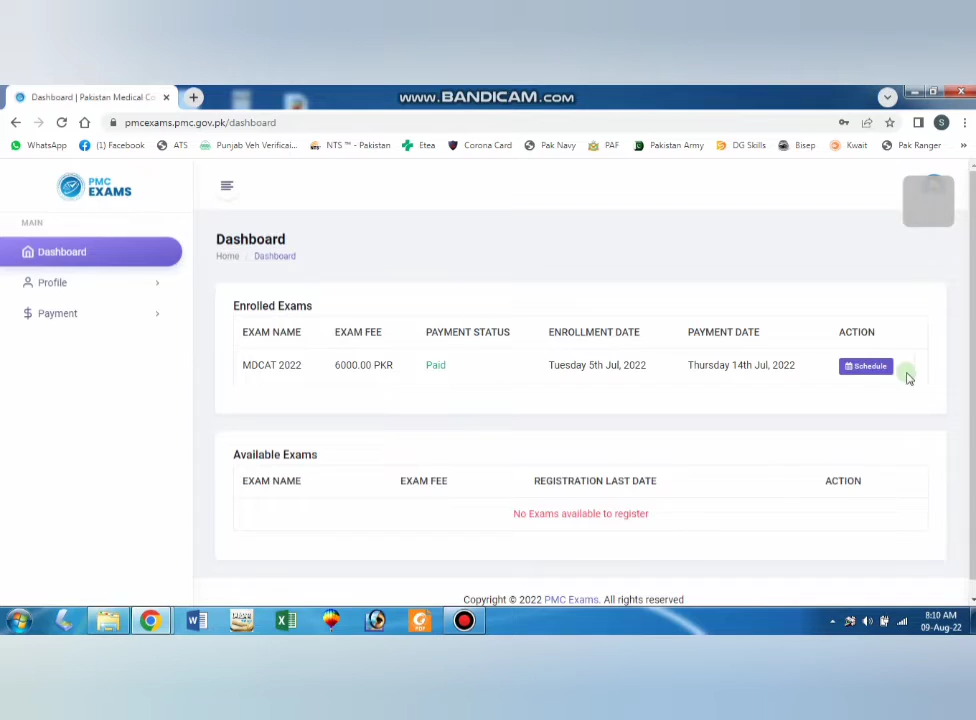 www.BANDICAM.com
Dashboard | Pakistan Medical Co
pmcexams.pmc.gov.pk/dashboard
S
WhatsApp (1) Facebook ATS Punjab Veh Verificai... NTS ™ - Pakistan Etea Corona Card Pak Navy PAF Pakistan Army DG Skills Bisep Kwait Pak Ranger »
PMC
EXAMS
MAIN
Dashboard
Profile
Payment
Dashboard
Home / Dashboard
Enrolled Exams
EXAM NAME EXAM FEE PAYMENT STATUS ENROLLMENT DATE PAYMENT DATE ACTION
MDCAT 2022 6000.00 PKR Paid Tuesday 5th Jul, 2022 Thursday 14th Jul, 2022 Schedule
Available Exams
EXAM NAME EXAM FEE REGISTRATION LAST DATE ACTION
No Exams available to register
Copyright © 2022 PMC Exams. All rights reserved
8:10 AM
09-Aug-22